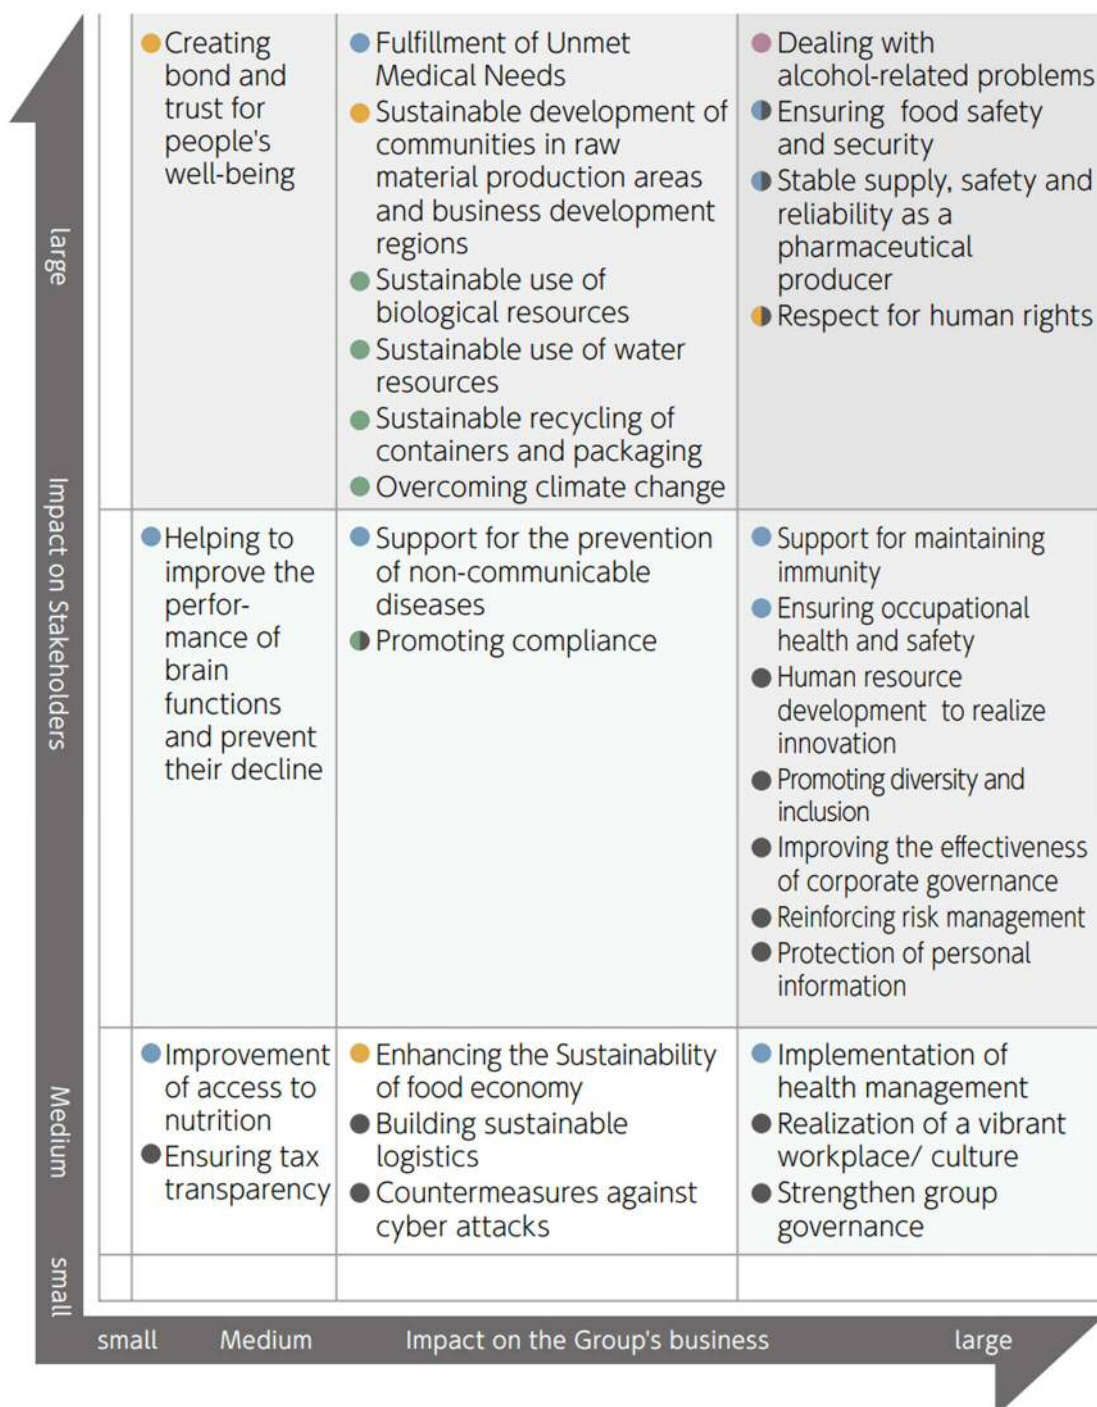 Creating
bond and
trust for
people's
well-being
Fulfillment of Unmet
Medical Needs
Sustainable development of
communities in raw
material production areas
and business development
regions
Sustainable use of
biological resources
Sustainable use of water
resources
Sustainable recycling of
containers and packaging
Overcoming climate change
Dealing with
alcohol-related problems
Ensuring food safety
and security
Stable supply, safety and
reliability as a
pharmaceutical
producer
Respect for human rights
large
Impact on Stakeholders
Helping to
improve the
perfor-
mance of
brain
functions
and prevent
their decline
Support for the prevention
of non-communicable
diseases
Promoting compliance
Support for maintaining
immunity
Ensuring occupational
health and safety
Human resource
development to realize
innovation
Promoting diversity and
inclusion
Improving the effectiveness
of corporate governance
Reinforcing risk management
Protection of personal
information
Medium
Improvement
of access to
nutrition
Ensuring tax
transparency
Enhancing the Sustainability
of food economy
Building sustainable
logistics
Countermeasures against
cyber attacks
Implementation of
health management
Realization of a vibrant
workplace/ culture
Strengthen group
governance
small
small Medium Impact on the Group's business large